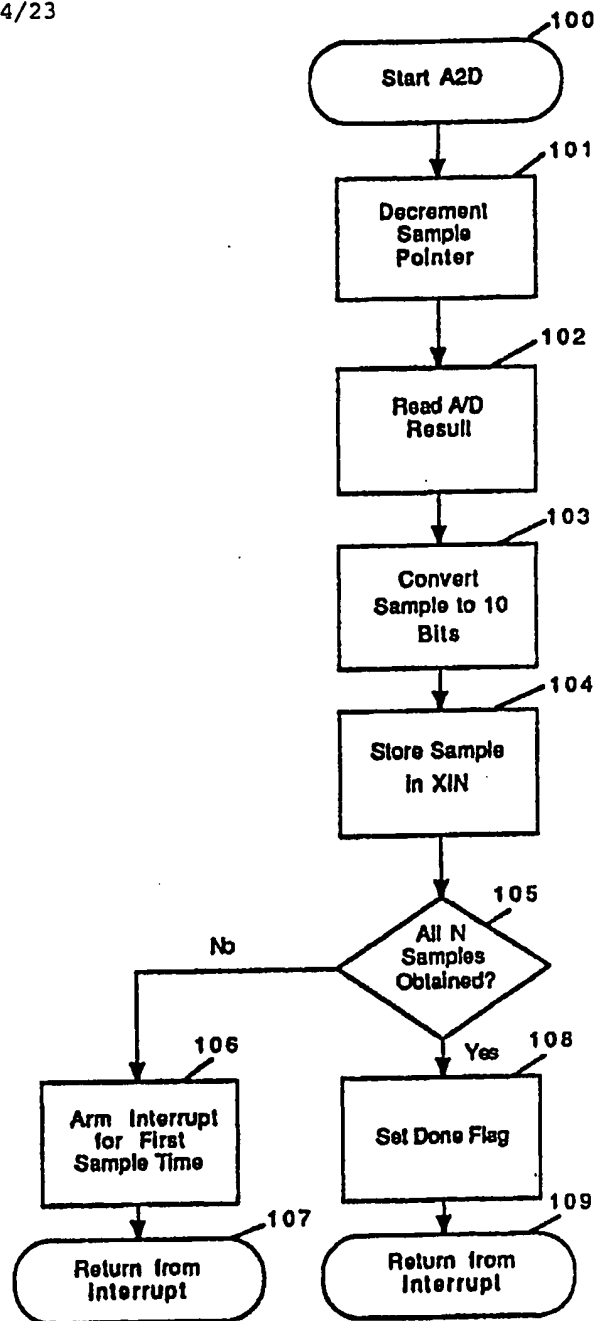 4/23
100
Start A2D
101
Decrement
Sample
Pointer
102
Read A/D
Result
103
Convert
Sample to 10
Bits
104
Store Sample
in XIN
105
All N
Samples
Obtained?
No
Yes
106
Arm Interrupt
for First
Sample Time
108
Set Done Flag
107
Return from
Interrupt
109
Return from
Interrupt